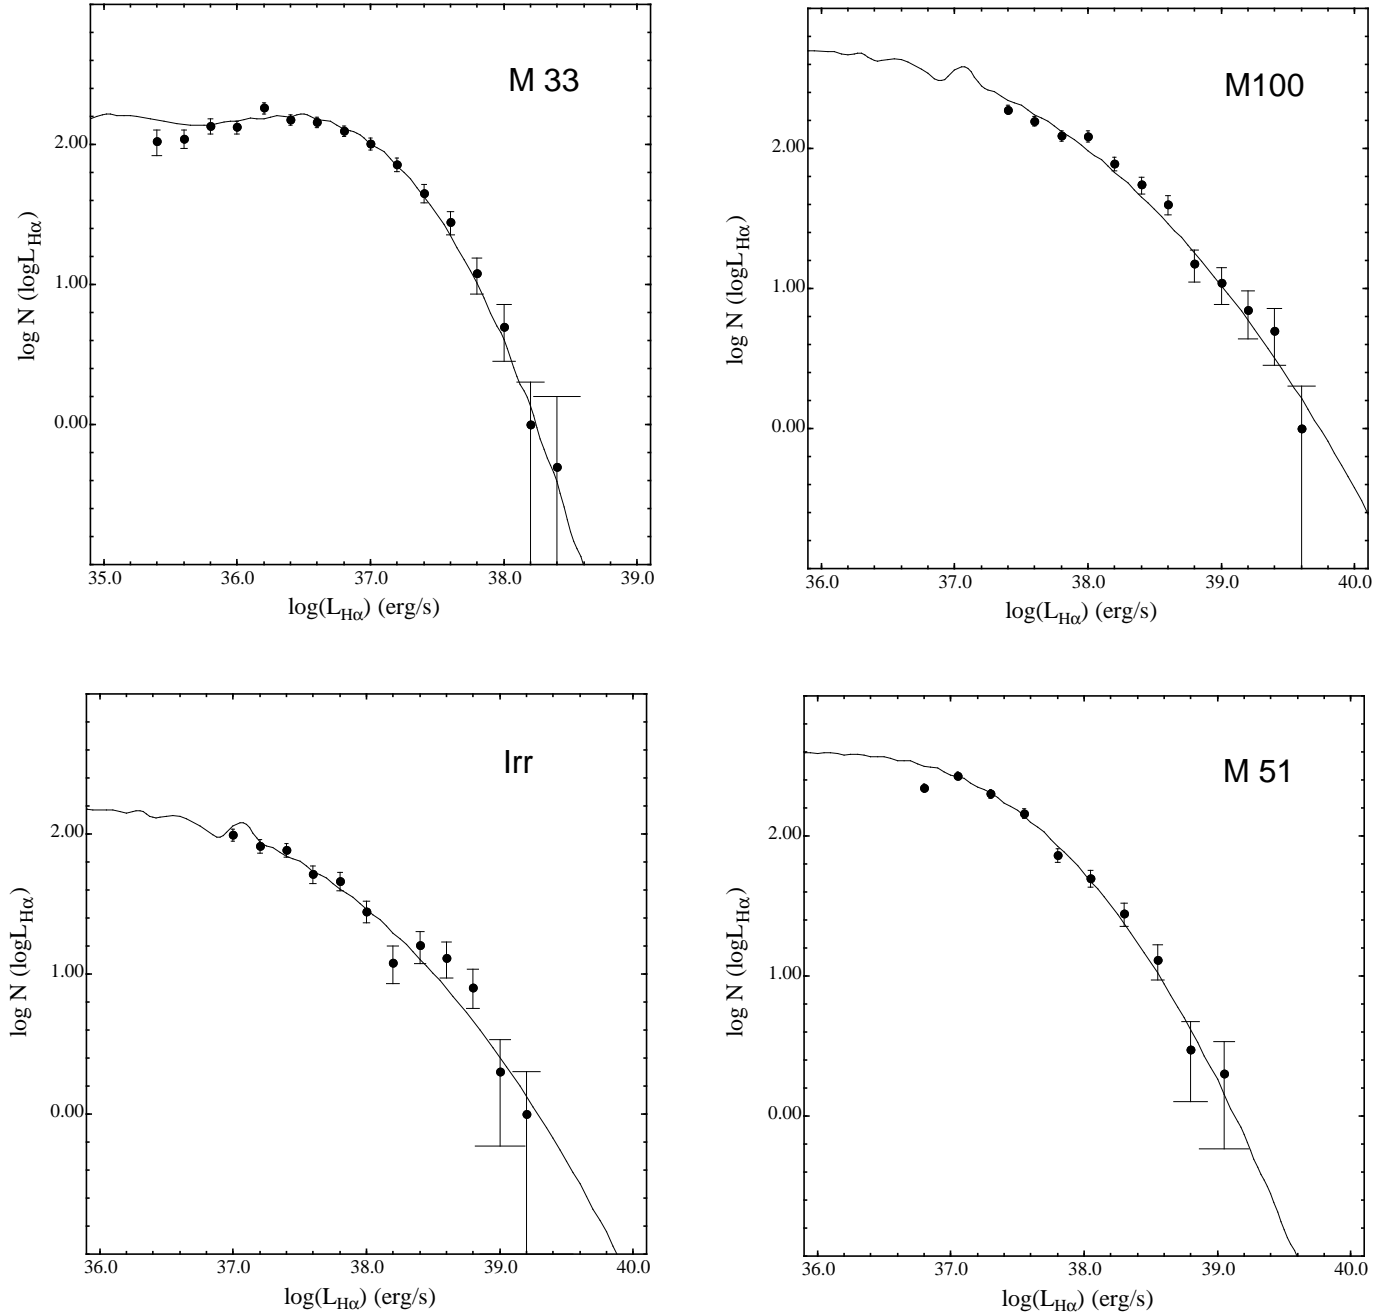 M 33
2.00
1.00
0.00
log N (logL_Hα)
35.0 36.0 37.0 38.0 39.0
log(L_Hα) (erg/s)
M100
2.00
1.00
0.00
log N (logL_Hα)
36.0 37.0 38.0 39.0 40.0
log(L_Hα) (erg/s)
Irr
2.00
1.00
0.00
log N (logL_Hα)
36.0 37.0 38.0 39.0 40.0
log(L_Hα) (erg/s)
M 51
2.00
1.00
0.00
log N (logL_Hα)
36.0 37.0 38.0 39.0 40.0
log(L_Hα) (erg/s)